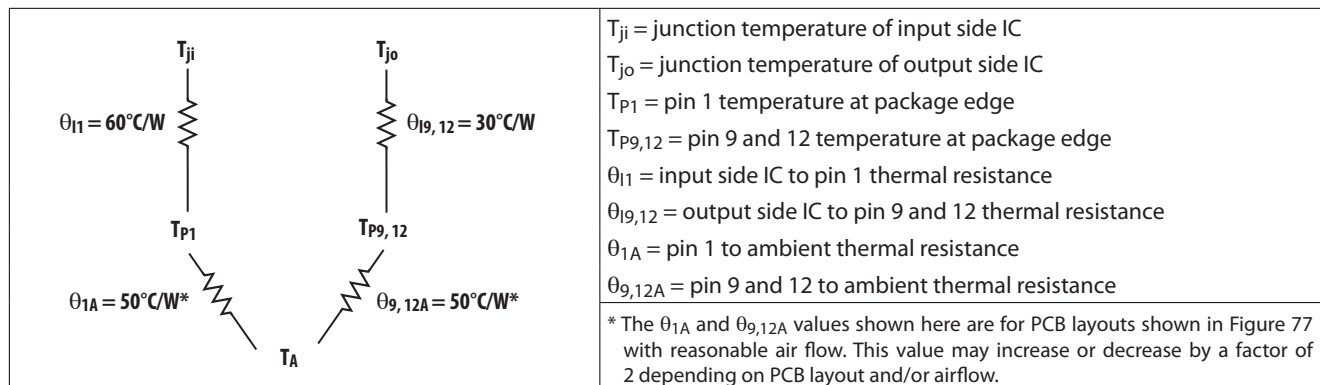 Tji
Tjo
θI1 = 60°C/W
θI9, 12 = 30°C/W
TP1
TP9, 12
θ1A = 50°C/W*
θ9, 12A = 50°C/W*
TA
Tji = junction temperature of input side IC
Tjo = junction temperature of output side IC
TP1 = pin 1 temperature at package edge
TP9,12 = pin 9 and 12 temperature at package edge
θI1 = input side IC to pin 1 thermal resistance
θI9,12 = output side IC to pin 9 and 12 thermal resistance
θ1A = pin 1 to ambient thermal resistance
θ9,12A = pin 9 and 12 to ambient thermal resistance
* The θ1A and θ9,12A values shown here are for PCB layouts shown in Figure 77
with reasonable air flow. This value may increase or decrease by a factor of
2 depending on PCB layout and/or airflow.